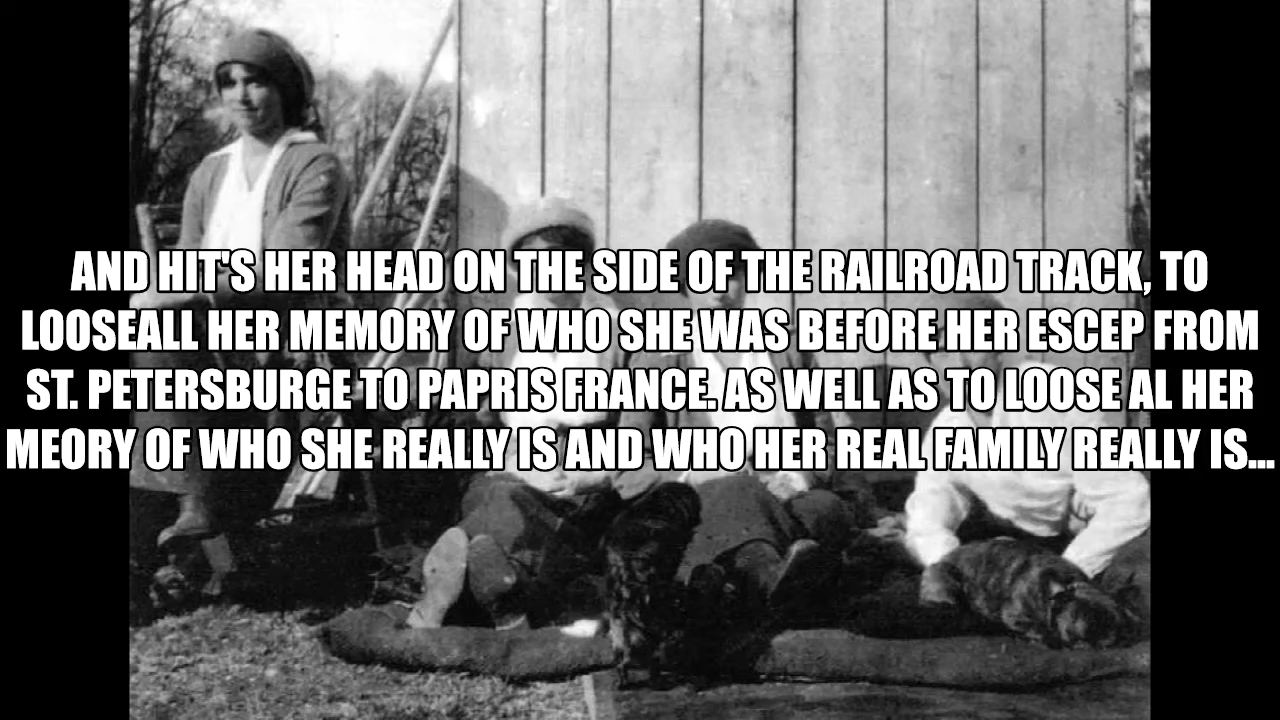 AND HIT'S HER HEAD ON THE SIDE OF THE RAILROAD TRACK, TO
LOOSEALL HER MEMORY OF WHO SHE WAS BEFORE HER ESCEP FROM
ST. PETERSBURGE TO PAPRIS FRANCE. AS WELL AS TO LOOSE AL HER
MEORY OF WHO SHE REALLY IS AND WHO HER REAL FAMILY REALLY IS...